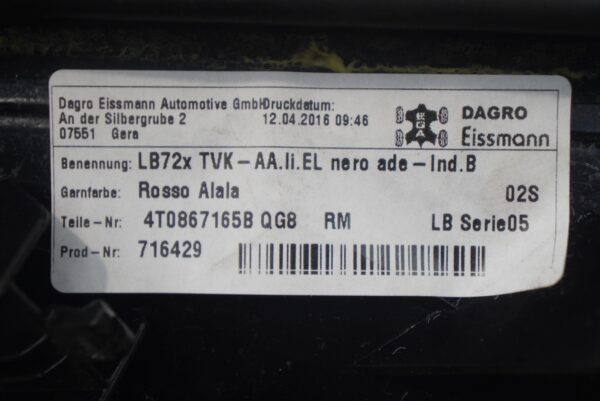 Dagro Eissmann Automotive GmbH Druckdatum:
An der Silbergrube 2 12.04.2016 09:46
07551 Gera
EGA
DAGRO
Eissmann
Benennung: LB72x TVK-AA.li.EL nero ade-Ind.B
Garnfarbe: Rosso Alala 02S
Teile-Nr: 4T0867165B QG8 RM LB Serie05
Prod-Nr: 716429